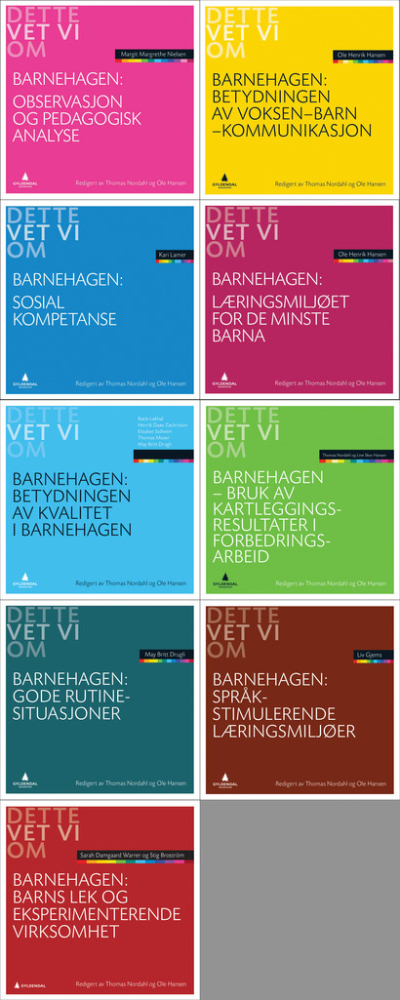 DETTE
VET VI
OM
Margit Margrethe Nielsen
BARNEHAGEN:
OBSERVASJON
OG PEDAGOGISK
ANALYSE
GYLDENDAL
Redigert av Thomas Nordahl og Ole Hansen
DETTE
VET VI
OM
Ole Henrik Hansen
BARNEHAGEN:
BETYDNINGEN
AV VOKSEN–BARN
–KOMMUNIKASJON
GYLDENDAL
Redigert av Thomas Nordahl og Ole Hansen
DETTE
VET VI
OM
Kari Lamer
BARNEHAGEN:
SOSIAL
KOMPETANSE
GYLDENDAL
Redigert av Thomas Nordahl og Ole Hansen
DETTE
VET VI
OM
Ole Henrik Hansen
BARNEHAGEN:
LÆRINGSMILJØET
FOR DE MINSTE
BARNA
GYLDENDAL
Redigert av Thomas Nordahl og Ole Hansen
DETTE
VET VI
OM
Ratib Lekhal
Henrik Daae Zachrisson
Elisabet Solheim
Thomas Moser
May Britt Drugli
BARNEHAGEN:
BETYDNINGEN
AV KVALITET
I BARNEHAGEN
GYLDENDAL
Redigert av Thomas Nordahl og Ole Hansen
DETTE
VET VI
OM
Thomas Nordahl og Line Skov Hansen
BARNEHAGEN
– BRUK AV
KARTLEGGINGS-
RESULTATER I
FORBEDRINGS-
ARBEID
GYLDENDAL
Redigert av Thomas Nordahl og Ole Hansen
DETTE
VET VI
OM
May Britt Drugli
BARNEHAGEN:
GODE RUTINE-
SITUASJONER
GYLDENDAL
Redigert av Thomas Nordahl og Ole Hansen
DETTE
VET VI
OM
Liv Gjems
BARNEHAGEN:
SPRÅK-
STIMULERENDE
LÆRINGSMILJØER
GYLDENDAL
Redigert av Thomas Nordahl og Ole Hansen
DETTE
VET VI
OM
Sarah Damgaard Warrer og Stig Broström
BARNEHAGEN:
BARNS LEK OG
EKSPERIMENTERENDE
VIRKSOMHET
GYLDENDAL
Redigert av Thomas Nordahl og Ole Hansen